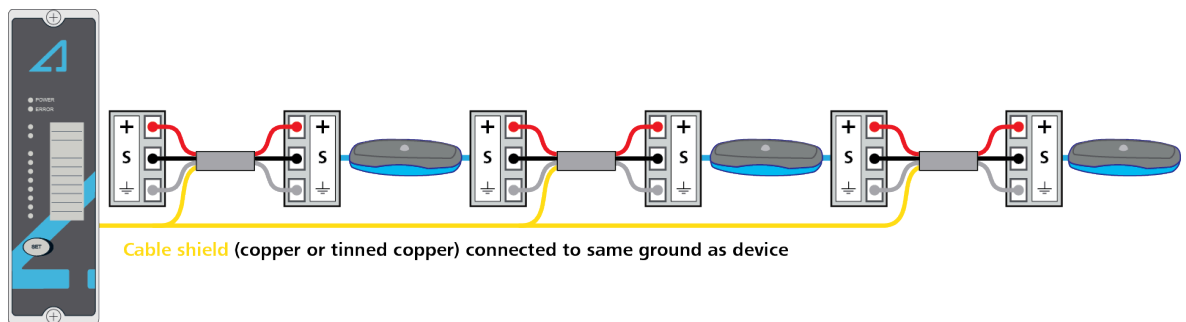 POWER
ERROR
SET
+
S
+
S
+
S
+
S
+
S
+
S
Cable shield (copper or tinned copper) connected to same ground as device